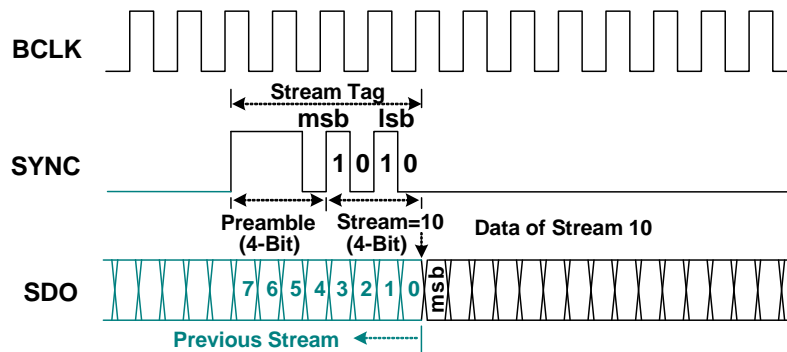 BCLK
Stream Tag
msb lsb
SYNC 1 0 1 0
Preamble (4-Bit)
Stream=10 (4-Bit)
Data of Stream 10
SDO 7 6 5 4 3 2 1 0 msb
Previous Stream